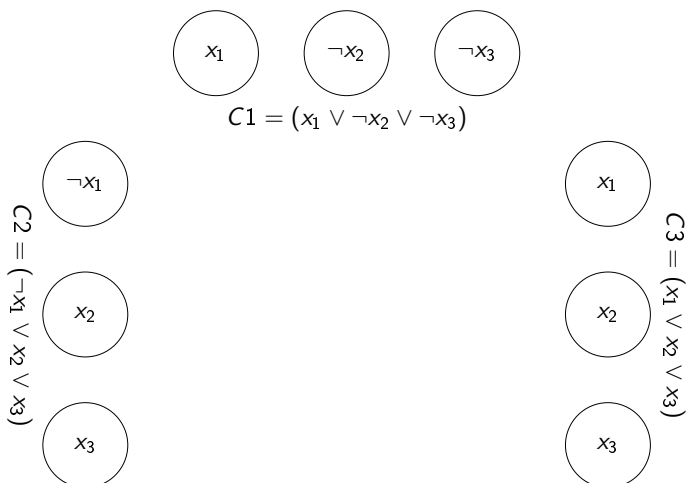 x₁ ¬x₂ ¬x₃
C1 = (x₁ ∨ ¬x₂ ∨ ¬x₃)
C2 = (¬x₁ ∨ x₂ ∨ x₃)
¬x₁
x₂
x₃
x₁
x₂
x₃
C3 = (x₁ ∨ x₂ ∨ x₃)